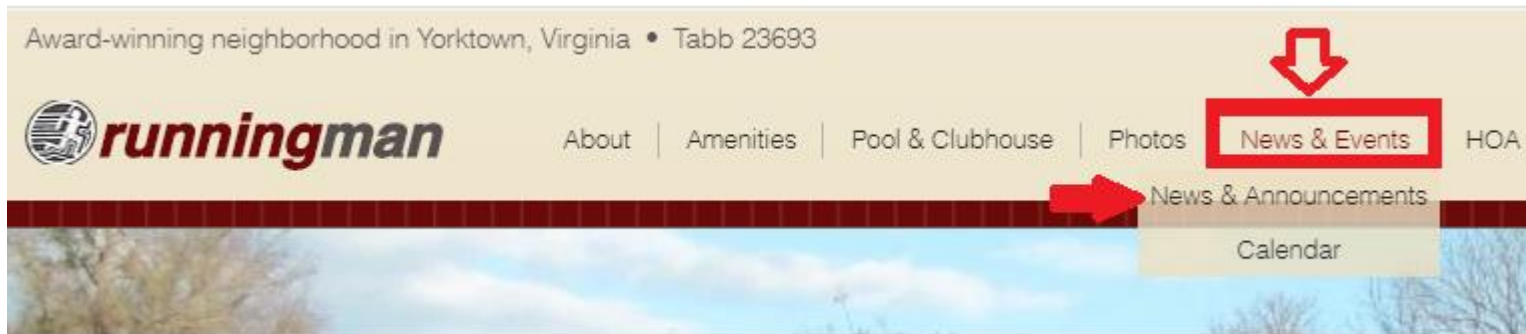 Award-winning neighborhood in Yorktown, Virginia • Tabb 23693
runningman
About | Amenities | Pool & Clubhouse | Photos News & Events HOA
News & Announcements
Calendar